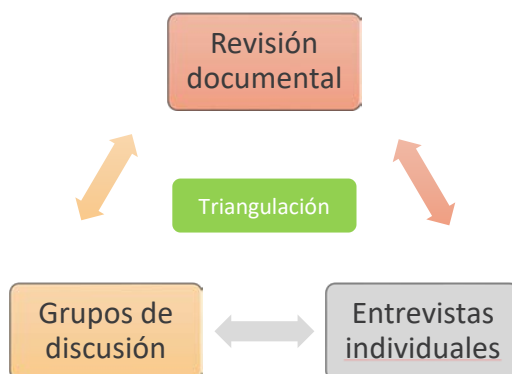 Revisión
documental
Triangulación
Grupos de
discusión
Entrevistas
individuales